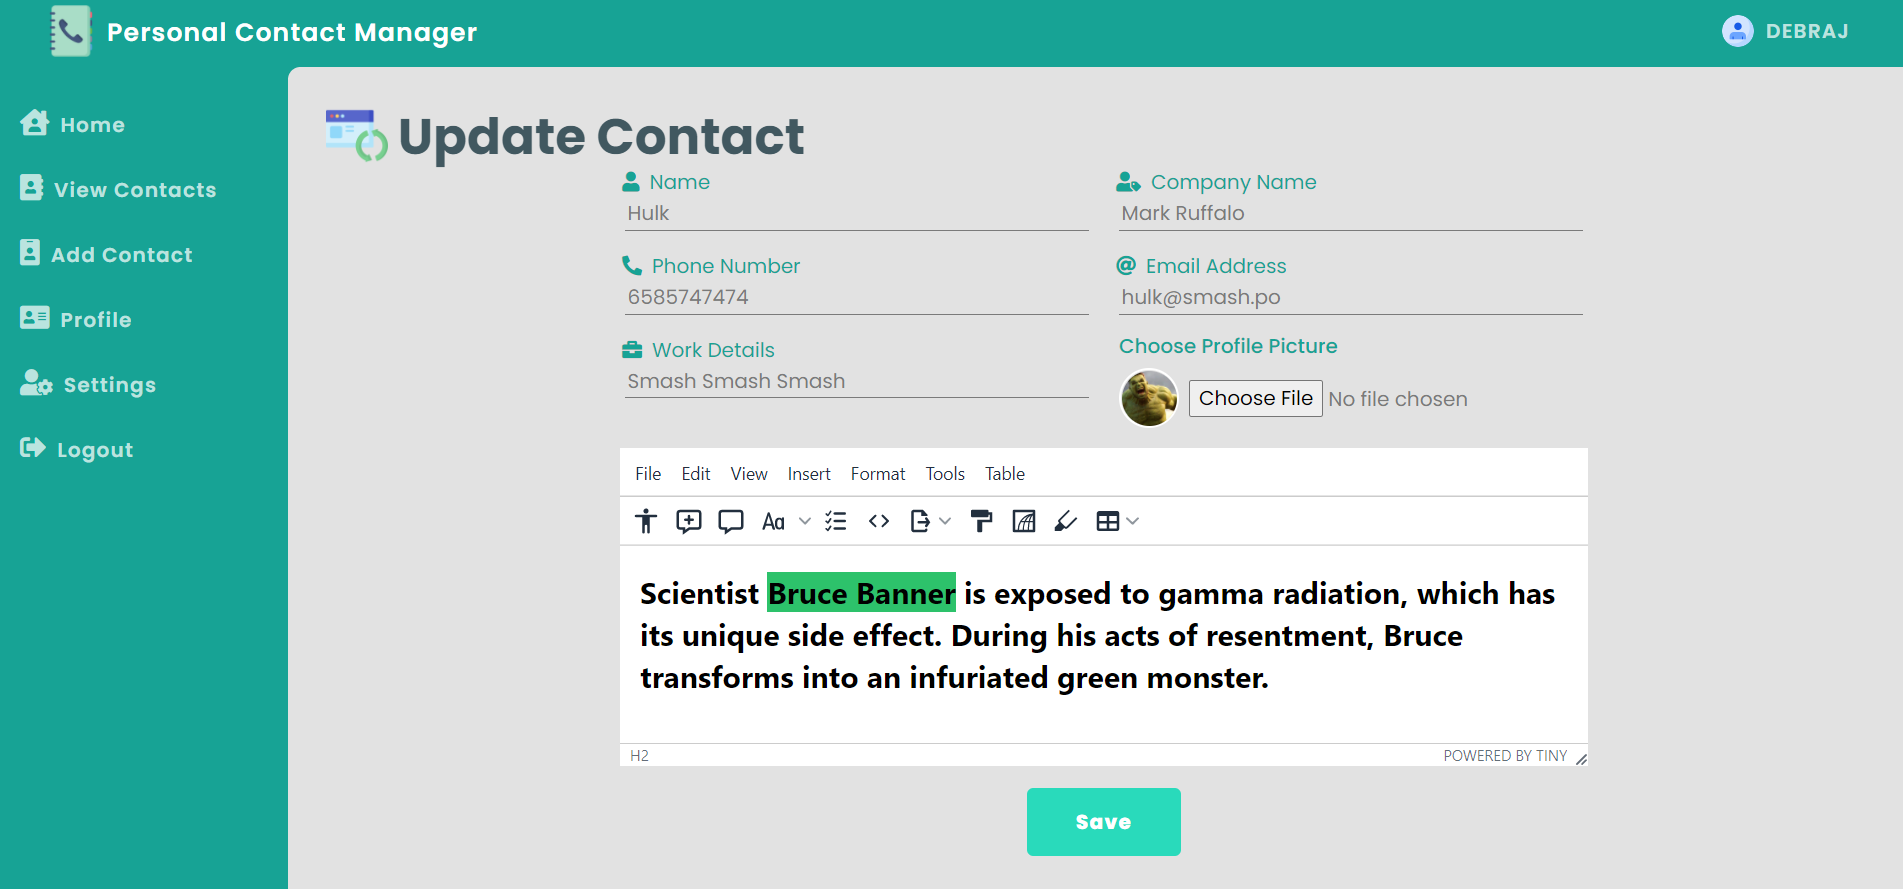 Personal Contact Manager
DEBRAJ
Home
View Contacts
Add Contact
Profile
Settings
Logout
Update Contact
Name
Hulk
Company Name
Mark Ruffalo
Phone Number
6585747474
Email Address
hulk@smash.po
Work Details
Smash Smash Smash
Choose Profile Picture
Choose File No file chosen
File Edit View Insert Format Tools Table
Aa
Scientist Bruce Banner is exposed to gamma radiation, which has
its unique side effect. During his acts of resentment, Bruce
transforms into an infuriated green monster.
H2
POWERED BY TINY
Save